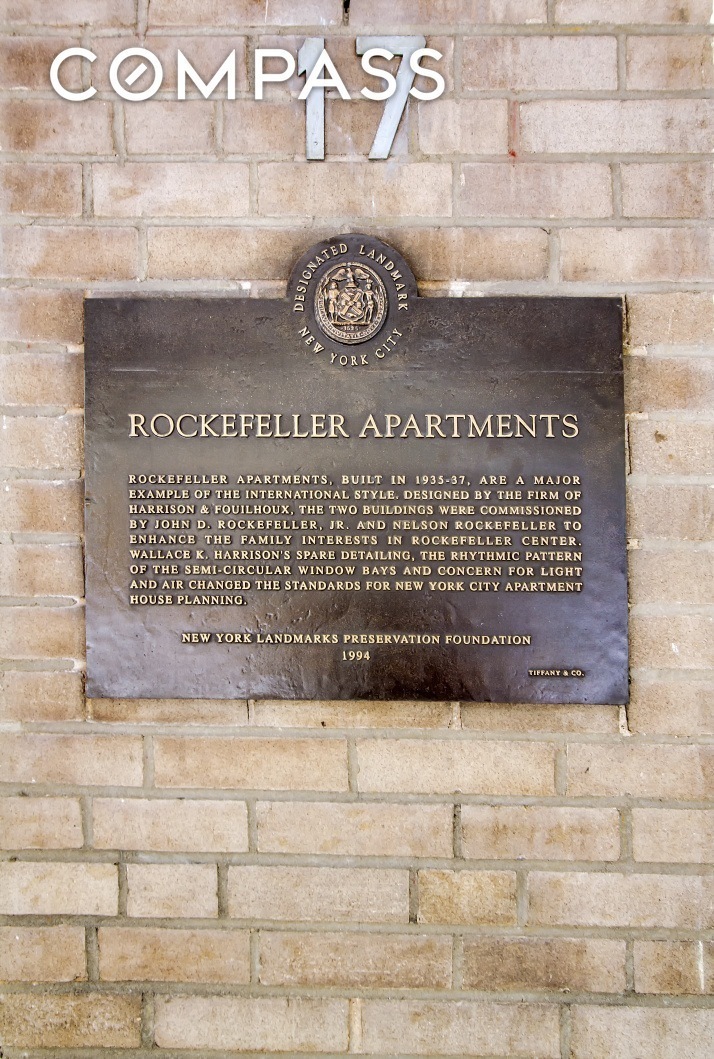 COMPASS
17
DESIGNATED LANDMARK
NEW YORK CITY
ROCKEFELLER APARTMENTS
ROCKEFELLER APARTMENTS, BUILT IN 1935-37, ARE A MAJOR
EXAMPLE OF THE INTERNATIONAL STYLE. DESIGNED BY THE FIRM OF
HARRISON & FOUILHOUX, THE TWO BUILDINGS WERE COMMISSIONED
BY JOHN D. ROCKEFELLER, JR. AND NELSON ROCKEFELLER TO
ENHANCE THE FAMILY INTERESTS IN ROCKEFELLER CENTER.
WALLACE K. HARRISON'S SPARE DETAILING, THE RHYTHMIC PATTERN
OF THE SEMI-CIRCULAR WINDOW BAYS AND CONCERN FOR LIGHT
AND AIR CHANGED THE STANDARDS FOR NEW YORK CITY APARTMENT
HOUSE PLANNING.
NEW YORK LANDMARKS PRESERVATION FOUNDATION
1994
TIFFANY & CO.